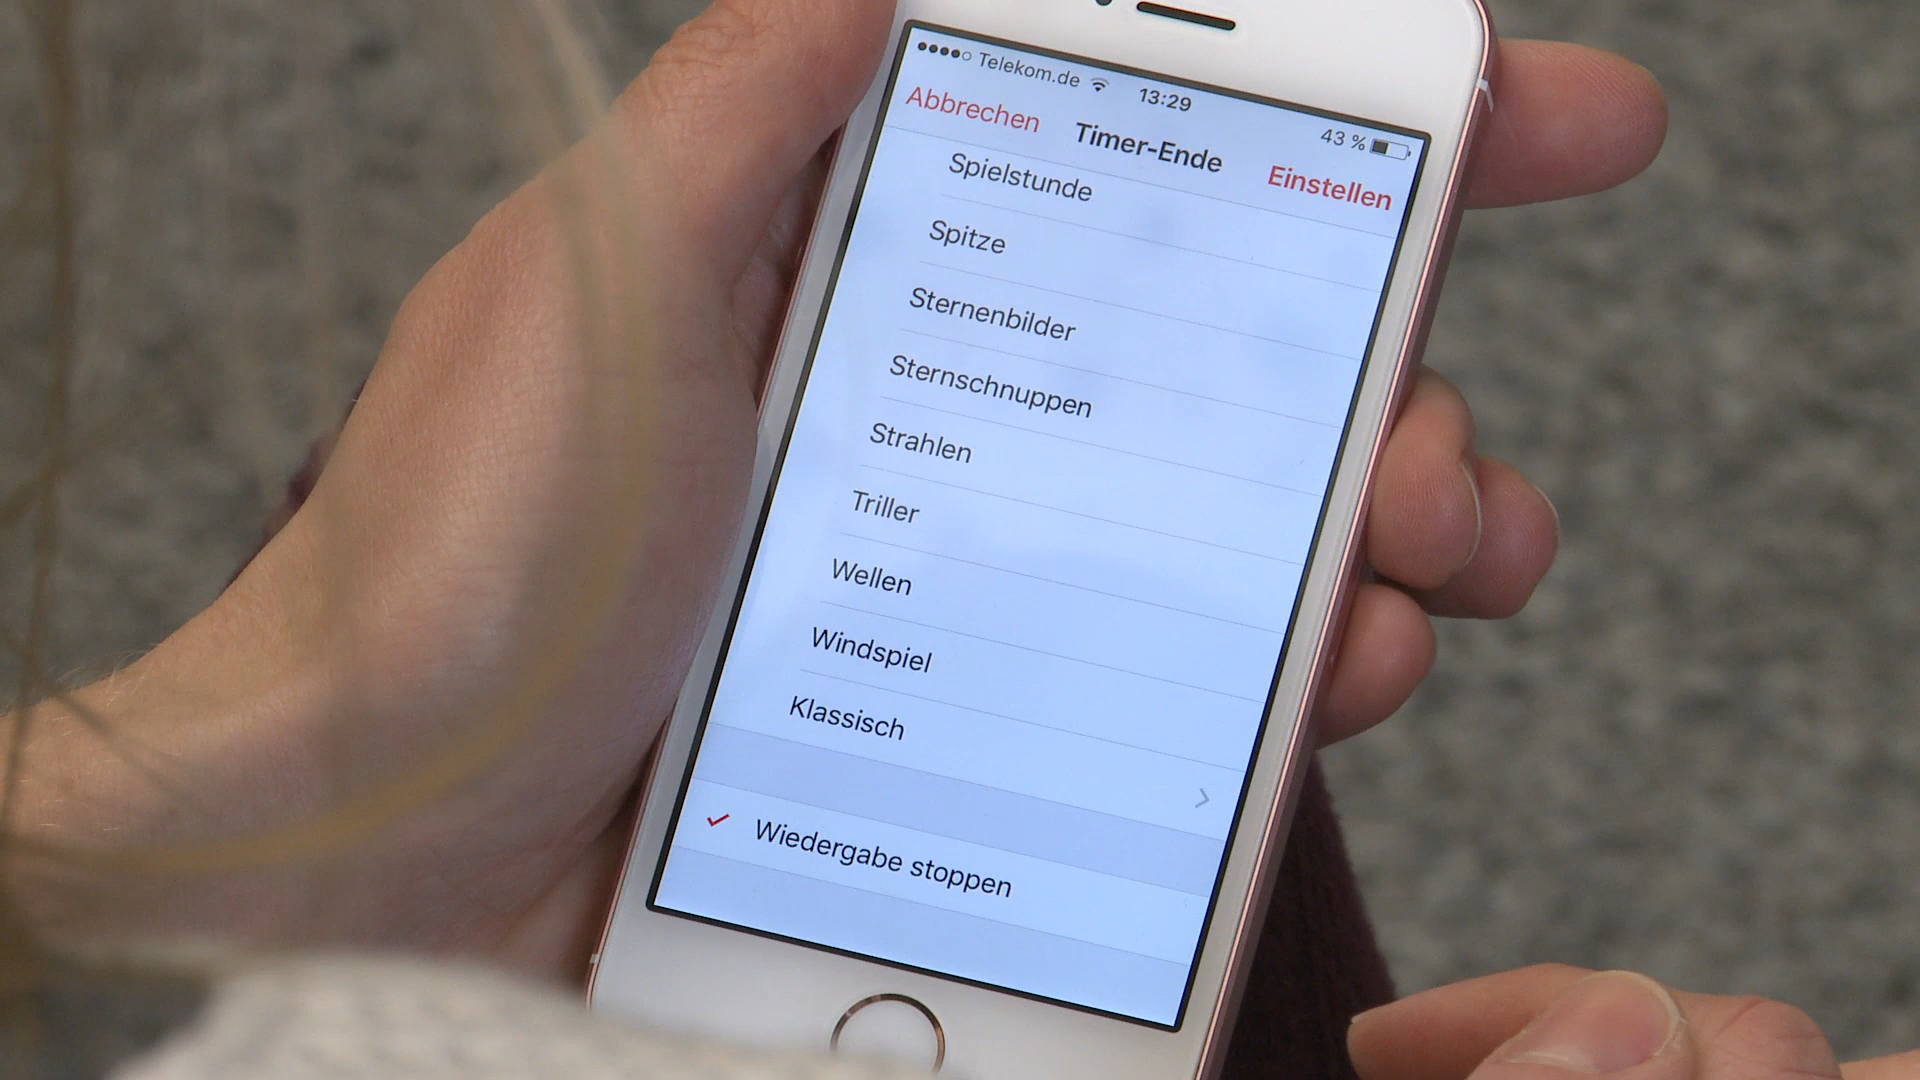 Telekom.de 13:29 43 %
Abbrechen Timer-Ende Einstellen
Spielstunde
Spitze
Sternenbilder
Sternschnuppen
Strahlen
Triller
Wellen
Windspiel
Klassisch
Wiedergabe stoppen